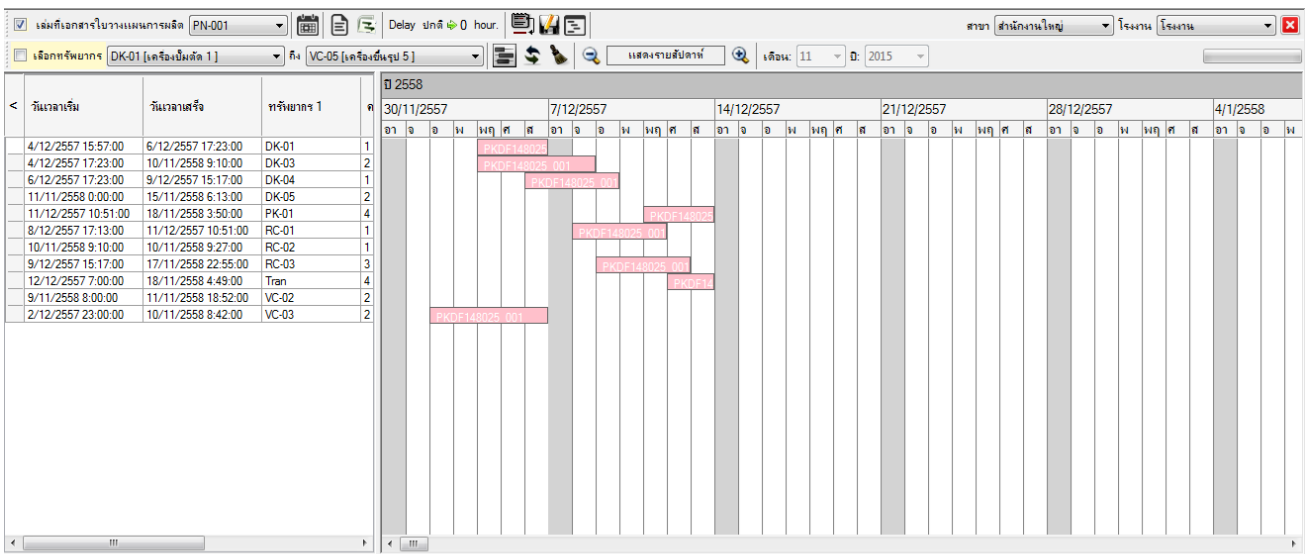 เล่มที่เอกสารใบวางแผนการผลิต PN-001 Delay ปกติ 0 hour. สาขา สำนักงานใหญ่ โรงงาน โรงงาน
เลือกทรัพยากร DK-01 [เครื่องปั้มตัด 1 ] ถึง VC-05 [เครื่องขึ้นรูป 5 ] แสดงรายสัปดาห์ เดือน: 11 ปี: 2015
< วันเวลาเริ่ม วันเวลาเสร็จ ทรัพยากร 1 ค
ปี 2558
30/11/2557 7/12/2557 14/12/2557 21/12/2557 28/12/2557 4/1/2558
อา จ อ พ พฤ ศ ส อา จ อ พ พฤ ศ ส อา จ อ พ พฤ ศ ส อา จ อ พ พฤ ศ ส อา จ อ พ พฤ ศ ส อา จ อ พ
4/12/2557 15:57:00 6/12/2557 17:23:00 DK-01 1 PKDF148025
4/12/2557 17:23:00 10/11/2558 9:10:00 DK-03 2 PKDF148025_001
6/12/2557 17:23:00 9/12/2557 15:17:00 DK-04 1 PKDF148025_001
11/11/2558 0:00:00 15/11/2558 6:13:00 DK-05 2
11/12/2557 10:51:00 18/11/2558 3:50:00 PK-01 4 PKDF148025
8/12/2557 17:13:00 11/12/2557 10:51:00 RC-01 1 PKDF148025_001
10/11/2558 9:10:00 10/11/2558 9:27:00 RC-02 1
9/12/2557 15:17:00 17/11/2558 22:55:00 RC-03 3 PKDF148025_001
12/12/2557 7:00:00 18/11/2558 4:49:00 Tran 4 PKDF14
9/11/2558 8:00:00 11/11/2558 18:52:00 VC-02 2
2/12/2557 23:00:00 10/11/2558 8:42:00 VC-03 2 PKDF148025_001